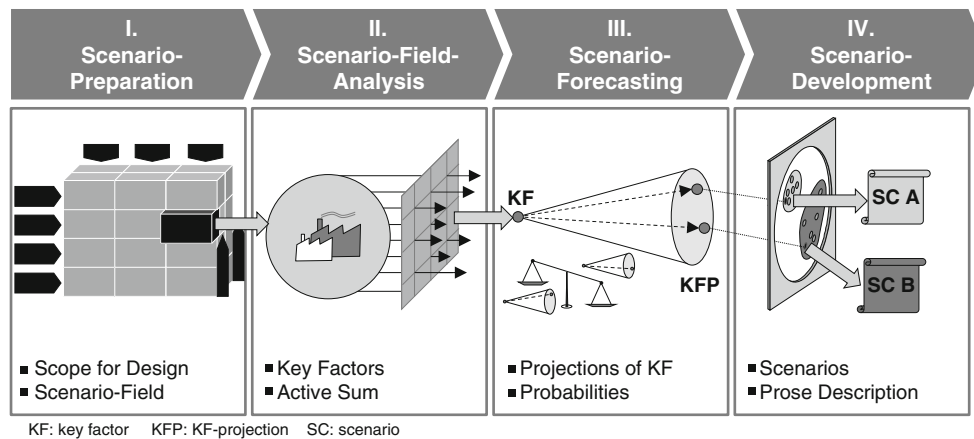 I.
Scenario-
Preparation
II.
Scenario-Field-
Analysis
III.
Scenario-
Forecasting
IV.
Scenario-
Development
KF
KFP
SC A
SC B
■ Scope for Design
■ Scenario-Field
■ Key Factors
■ Active Sum
■ Projections of KF
■ Probabilities
■ Scenarios
■ Prose Description
KF: key factor KFP: KF-projection SC: scenario